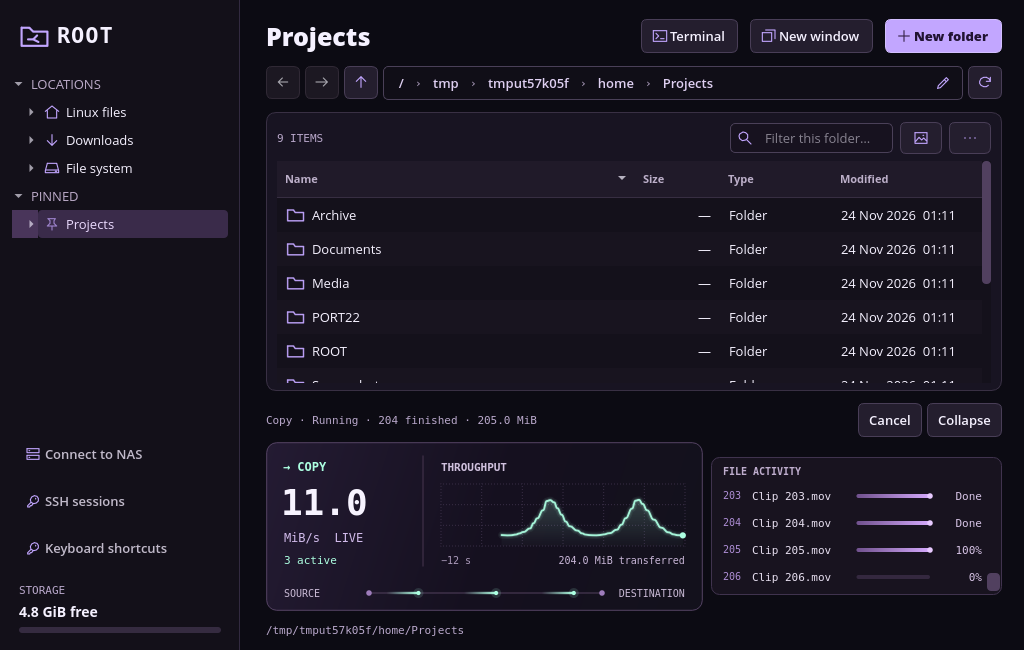 ROOT
LOCATIONS
Linux files
Downloads
File system
PINNED
Projects
Connect to NAS
SSH sessions
Keyboard shortcuts
STORAGE
4.8 GiB free
Projects
Terminal
New window
New folder
/ › tmp › tmput57k05f › home › Projects
9 ITEMS
Filter this folder...
Name Size Type Modified
Archive — Folder 24 Nov 2026 01:11
Documents — Folder 24 Nov 2026 01:11
Media — Folder 24 Nov 2026 01:11
PORT22 — Folder 24 Nov 2026 01:11
ROOT — Folder 24 Nov 2026 01:11
Copy · Running · 204 finished · 205.0 MiB
Cancel
Collapse
→ COPY
11.0
MiB/s LIVE
3 active
THROUGHPUT
−12 s 204.0 MiB transferred
SOURCE DESTINATION
FILE ACTIVITY
203 Clip 203.mov Done
204 Clip 204.mov Done
205 Clip 205.mov 100%
206 Clip 206.mov 0%
/tmp/tmput57k05f/home/Projects